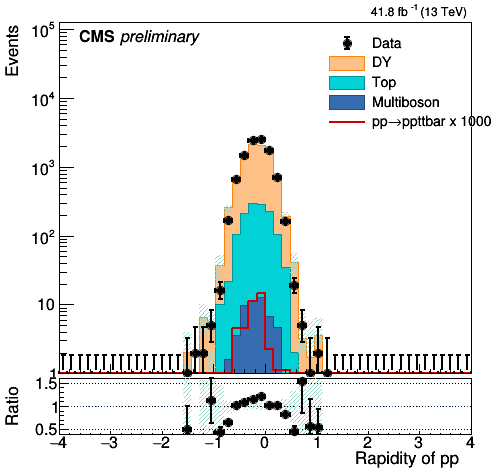 41.8 fb⁻¹ (13 TeV)
CMS preliminary
Events
10⁵
10⁴
10³
10²
10
1
Data
DY
Top
Multiboson
pp→ppttbar x 1000
Ratio
1.5
1
0.5
−4 −3 −2 −1 0 1 2 3 4
Rapidity of pp